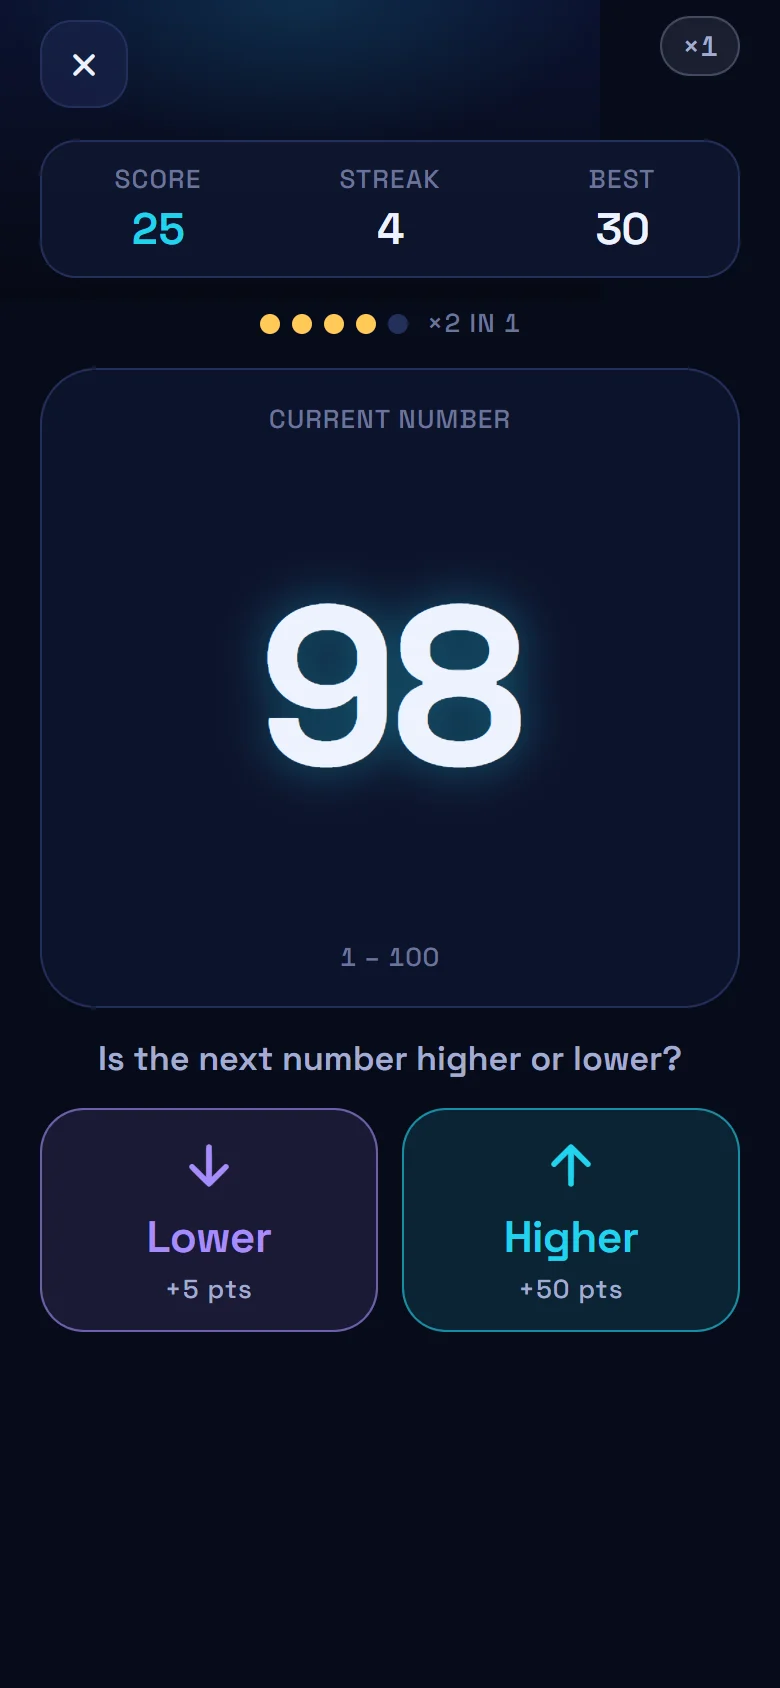 ×1
SCORE STREAK BEST
25 4 30
×2 IN 1
CURRENT NUMBER
98
1 – 100
Is the next number higher or lower?
Lower Higher
+5 pts +50 pts